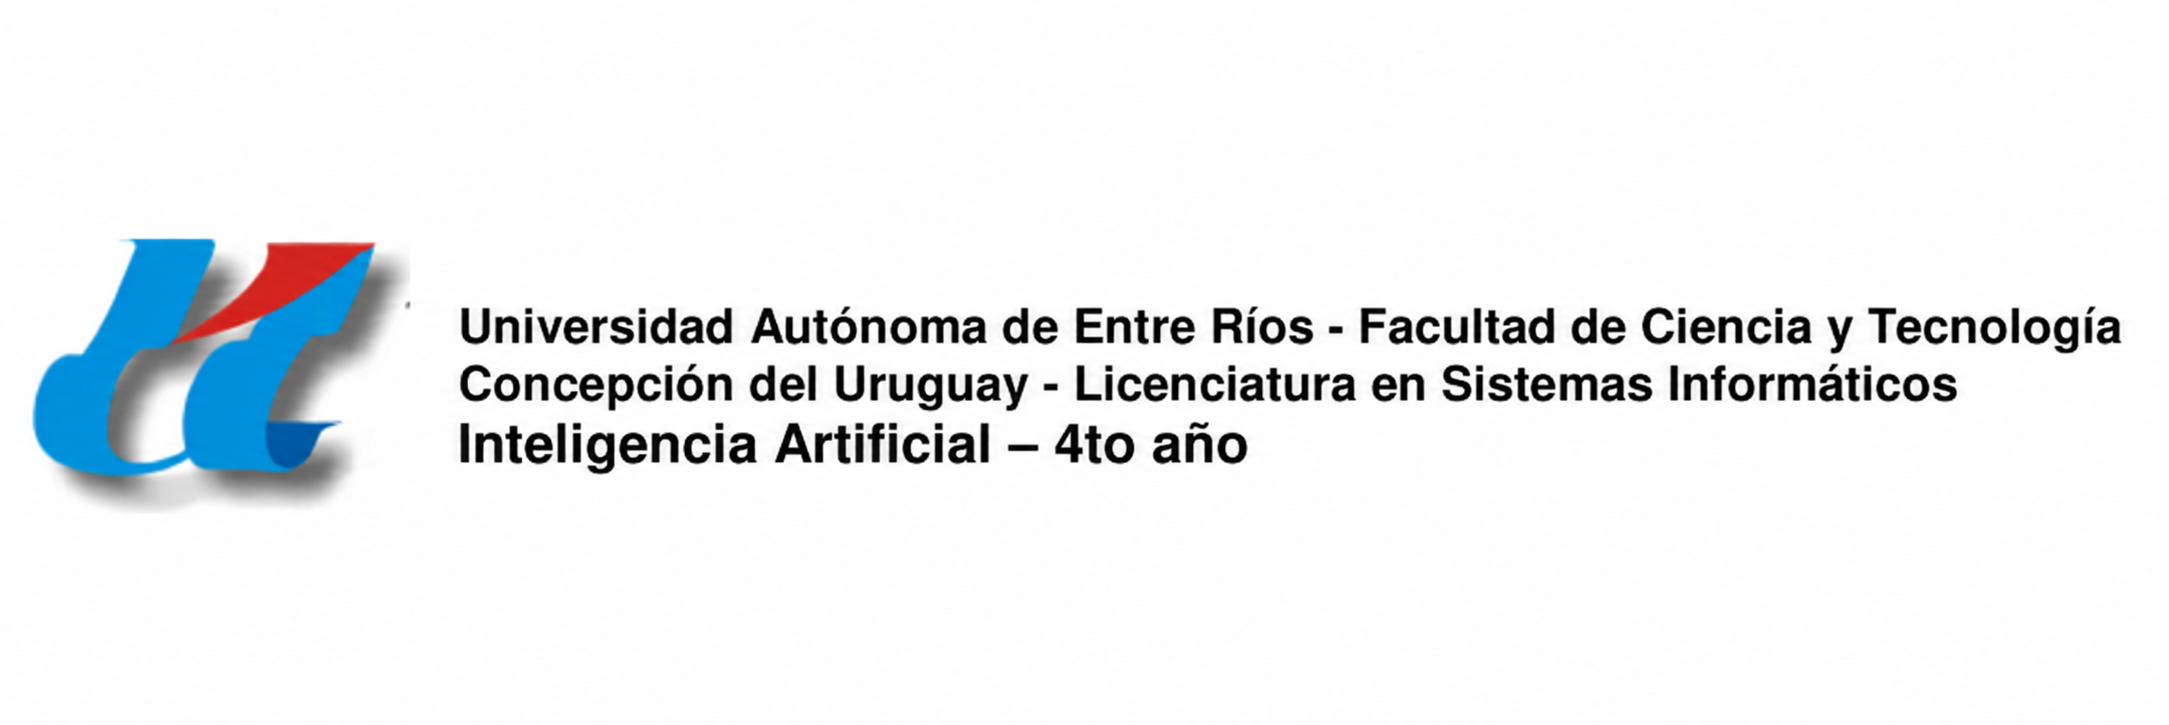 Universidad Autónoma de Entre Ríos - Facultad de Ciencia y Tecnología
Concepción del Uruguay - Licenciatura en Sistemas Informáticos
Inteligencia Artificial – 4to año